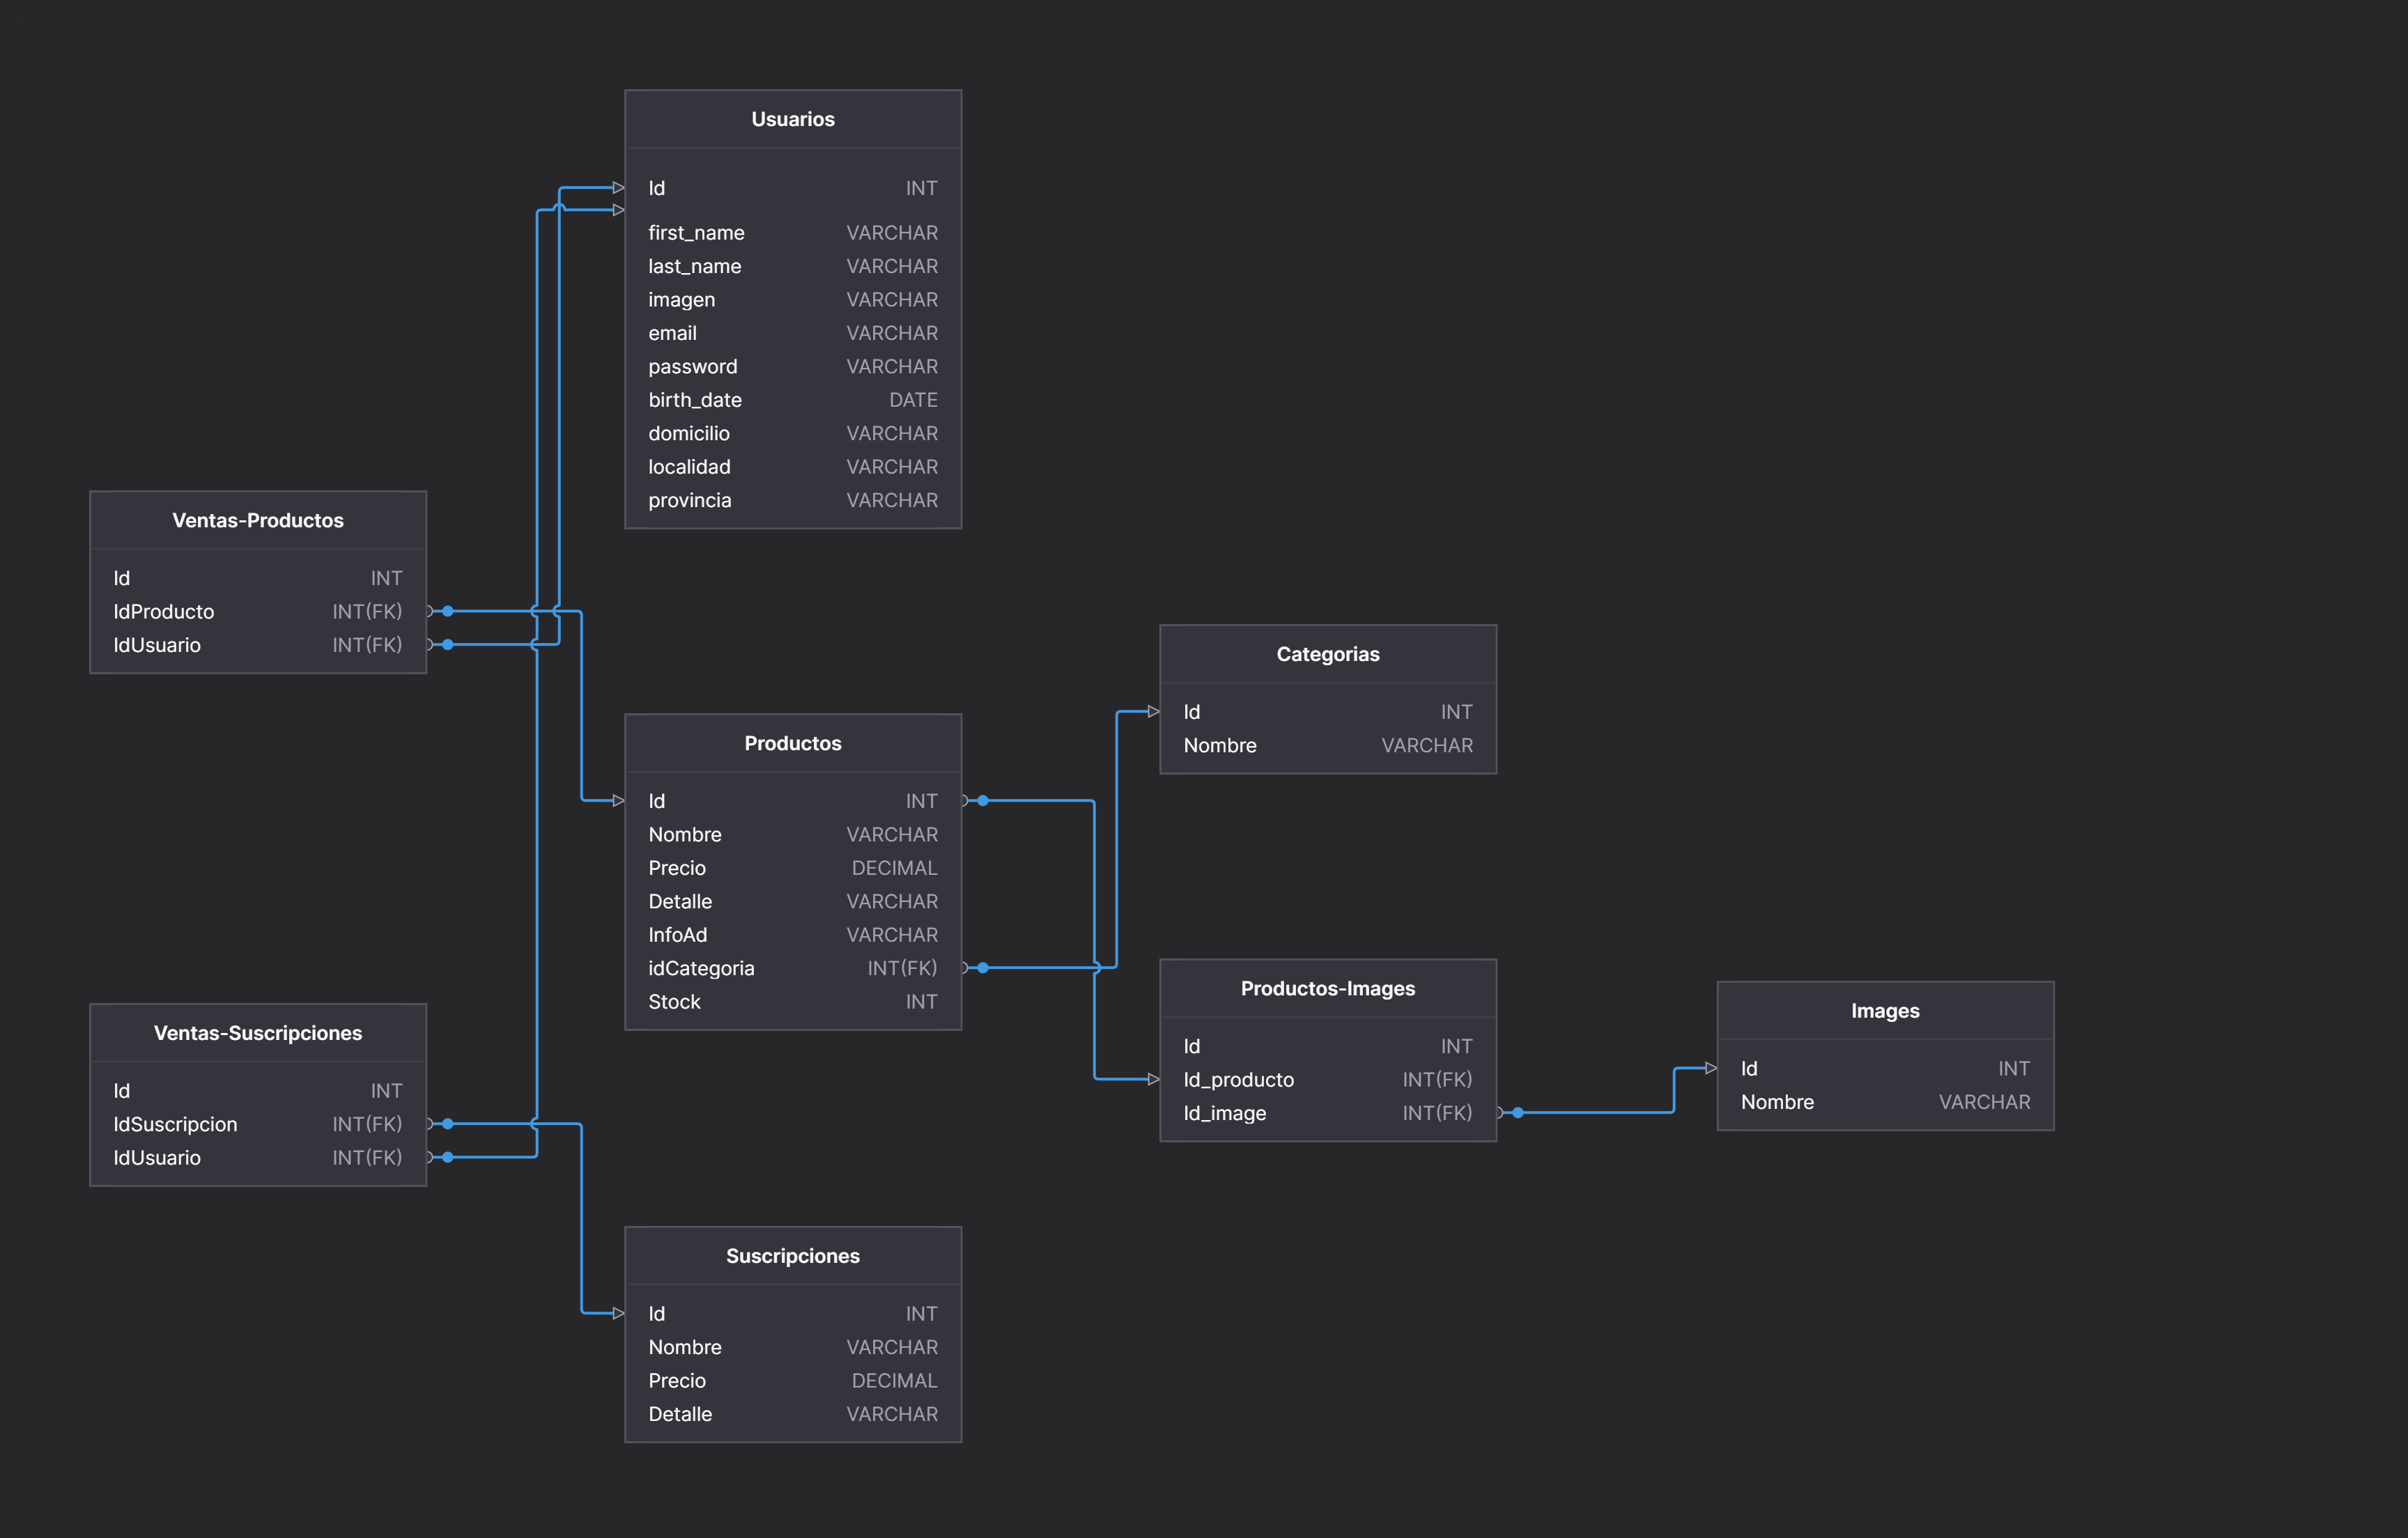 Usuarios
Id INT
first_name VARCHAR
last_name VARCHAR
imagen VARCHAR
email VARCHAR
password VARCHAR
birth_date DATE
domicilio VARCHAR
localidad VARCHAR
provincia VARCHAR
Ventas-Productos
Id INT
IdProducto INT(FK)
IdUsuario INT(FK)
Categorias
Id INT
Nombre VARCHAR
Productos
Id INT
Nombre VARCHAR
Precio DECIMAL
Detalle VARCHAR
InfoAd VARCHAR
idCategoria INT(FK)
Stock INT
Productos-Images
Id INT
Id_producto INT(FK)
Id_image INT(FK)
Images
Id INT
Nombre VARCHAR
Ventas-Suscripciones
Id INT
IdSuscripcion INT(FK)
IdUsuario INT(FK)
Suscripciones
Id INT
Nombre VARCHAR
Precio DECIMAL
Detalle VARCHAR